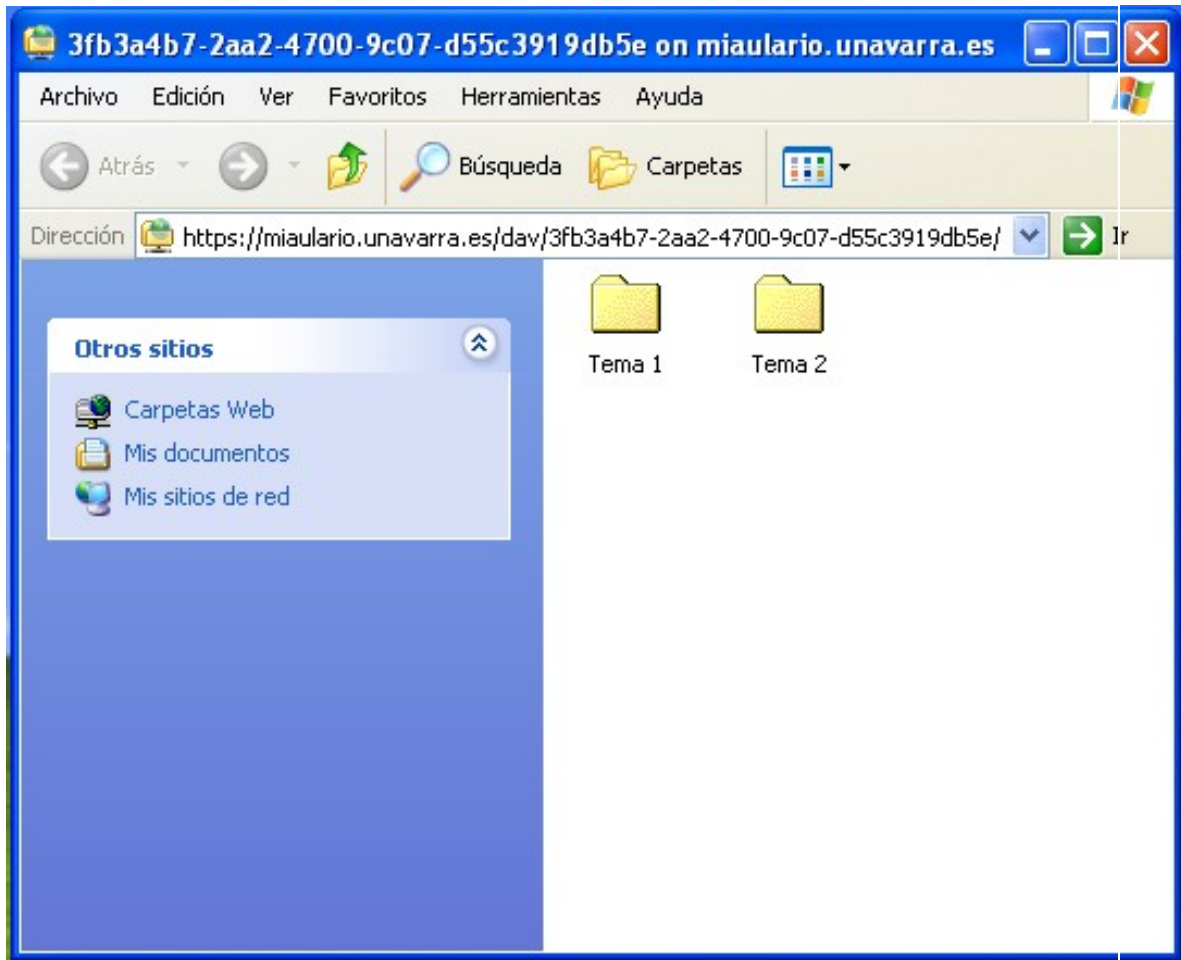 3fb3a4b7-2aa2-4700-9c07-d55c3919db5e on miaulario.unavarra.es
Archivo Edición Ver Favoritos Herramientas Ayuda
Atrás Búsqueda Carpetas
Dirección https://miaulario.unavarra.es/dav/3fb3a4b7-2aa2-4700-9c07-d55c3919db5e/ Ir
Otros sitios
Carpetas Web
Mis documentos
Mis sitios de red
Tema 1 Tema 2